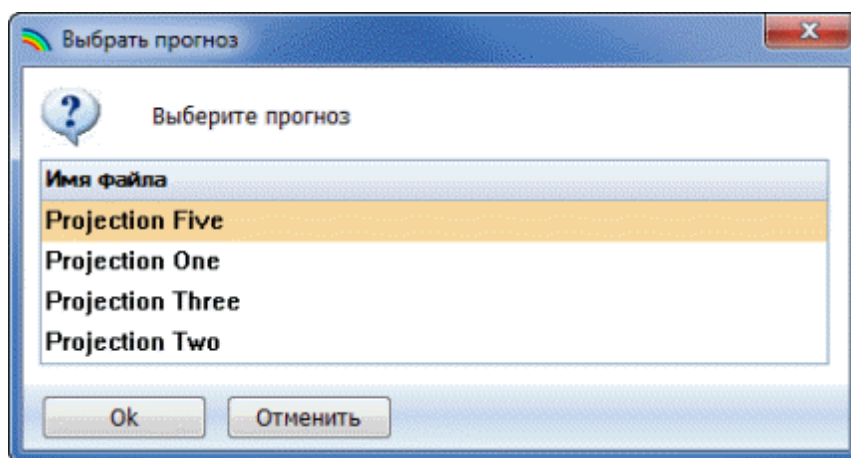 Выбрать прогноз
Выберите прогноз
Имя файла
Projection Five
Projection One
Projection Three
Projection Two
Ok Отменить